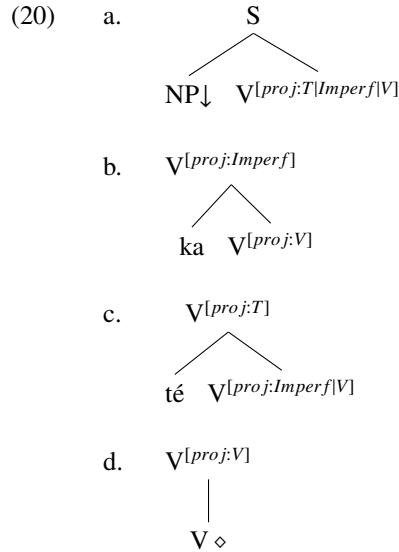 (20) a. S
NP↓ V[proj:T|Imperf|V]
b. V[proj:Imperf]
ka V[proj:V]
c. V[proj:T]
té V[proj:Imperf|V]
d. V[proj:V]
V ⋄